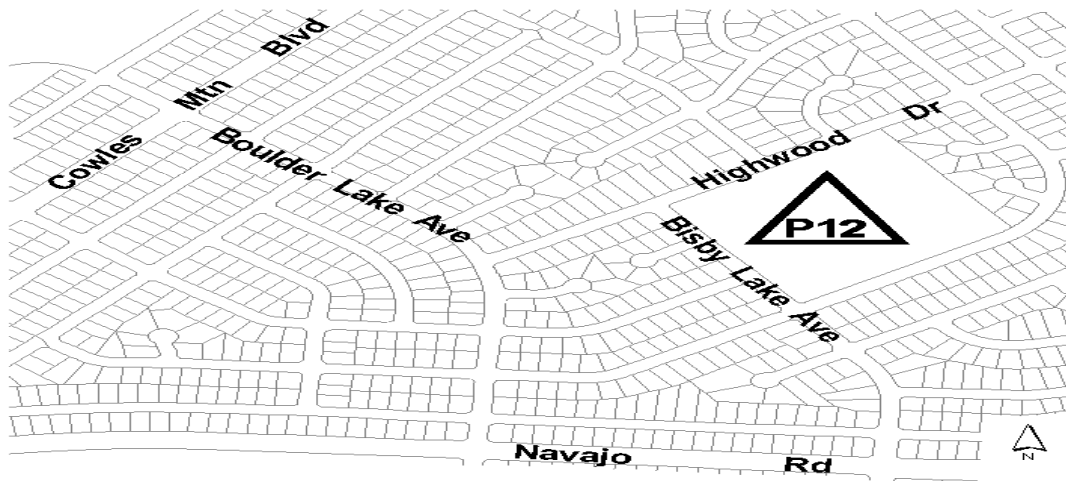 Cowles Mtn Blvd
Boulder Lake Ave
Highwood Dr
P12
Bisby Lake Ave
N
Navajo Rd